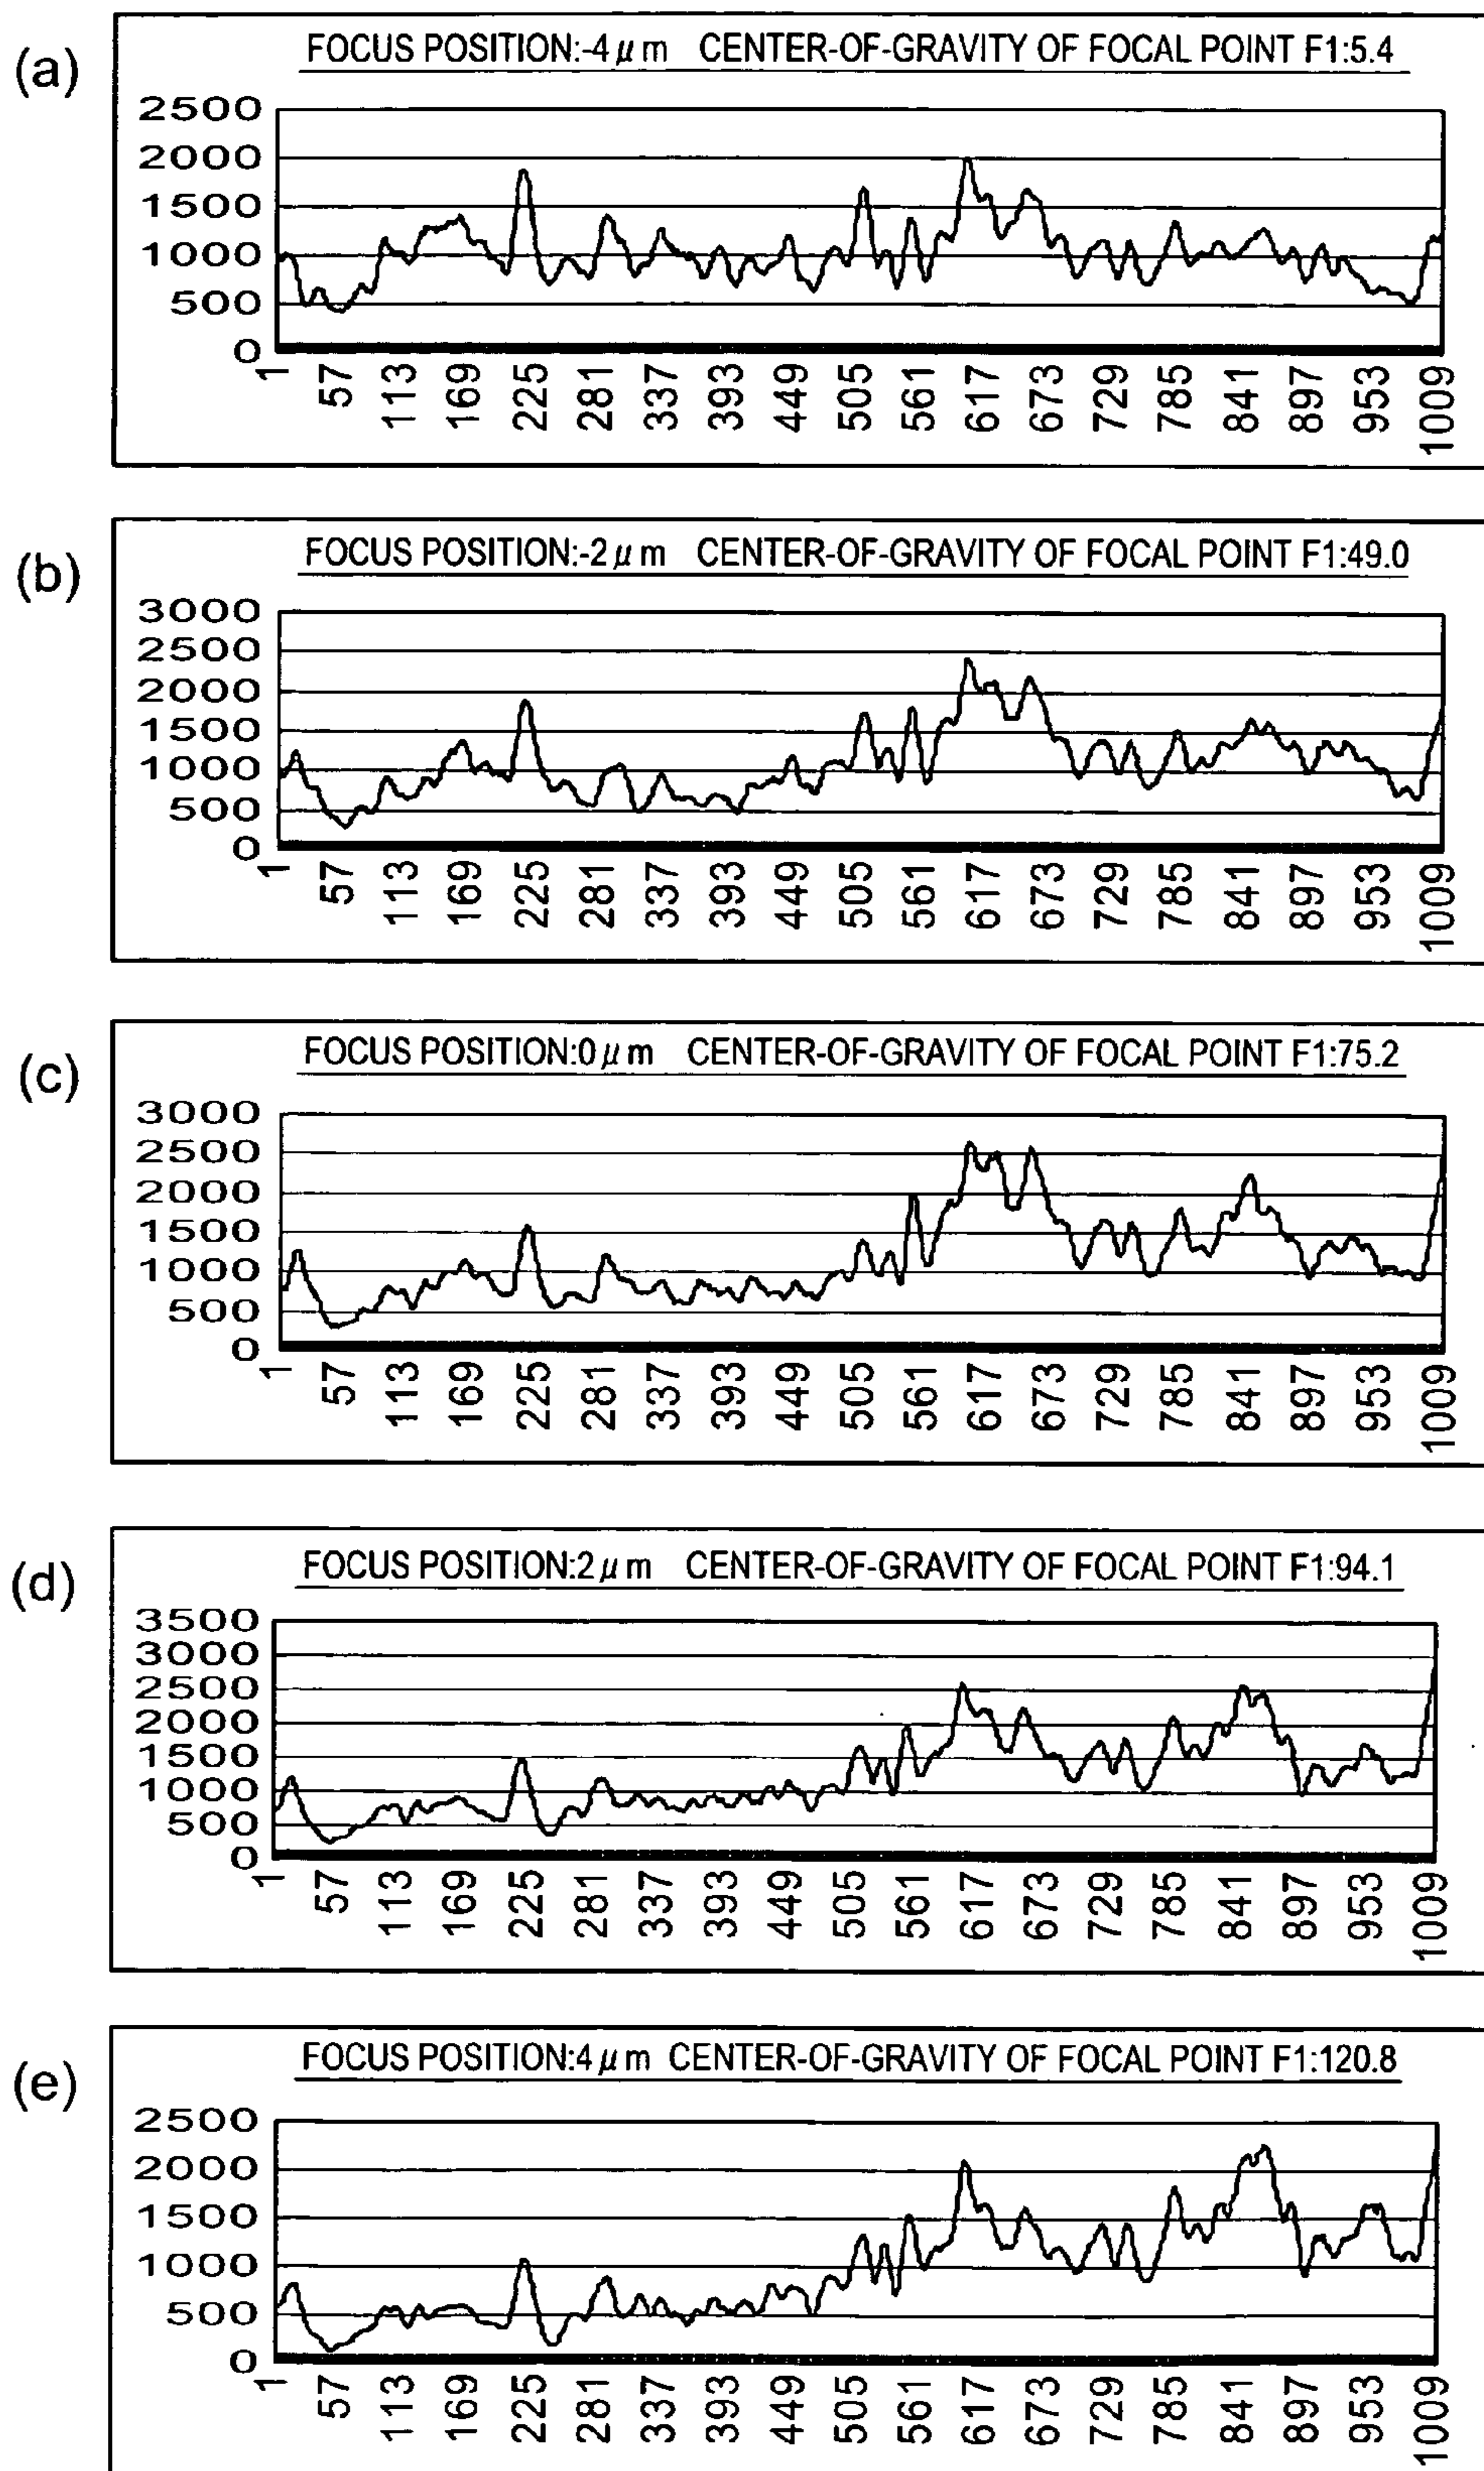 (a)
FOCUS POSITION:-4μm CENTER-OF-GRAVITY OF FOCAL POINT F1:5.4
2500
2000
1500
1000
500
0
1 57 113 169 225 281 337 393 449 505 561 617 673 729 785 841 897 953 1009
(b)
FOCUS POSITION:-2μm CENTER-OF-GRAVITY OF FOCAL POINT F1:49.0
3000
2500
2000
1500
1000
500
0
1 57 113 169 225 281 337 393 449 505 561 617 673 729 785 841 897 953 1009
(c)
FOCUS POSITION:0μm CENTER-OF-GRAVITY OF FOCAL POINT F1:75.2
3000
2500
2000
1500
1000
500
0
1 57 113 169 225 281 337 393 449 505 561 617 673 729 785 841 897 953 1009
(d)
FOCUS POSITION:2μm CENTER-OF-GRAVITY OF FOCAL POINT F1:94.1
3500
3000
2500
2000
1500
1000
500
0
1 57 113 169 225 281 337 393 449 505 561 617 673 729 785 841 897 953 1009
(e)
FOCUS POSITION:4μm CENTER-OF-GRAVITY OF FOCAL POINT F1:120.8
2500
2000
1500
1000
500
0
1 57 113 169 225 281 337 393 449 505 561 617 673 729 785 841 897 953 1009